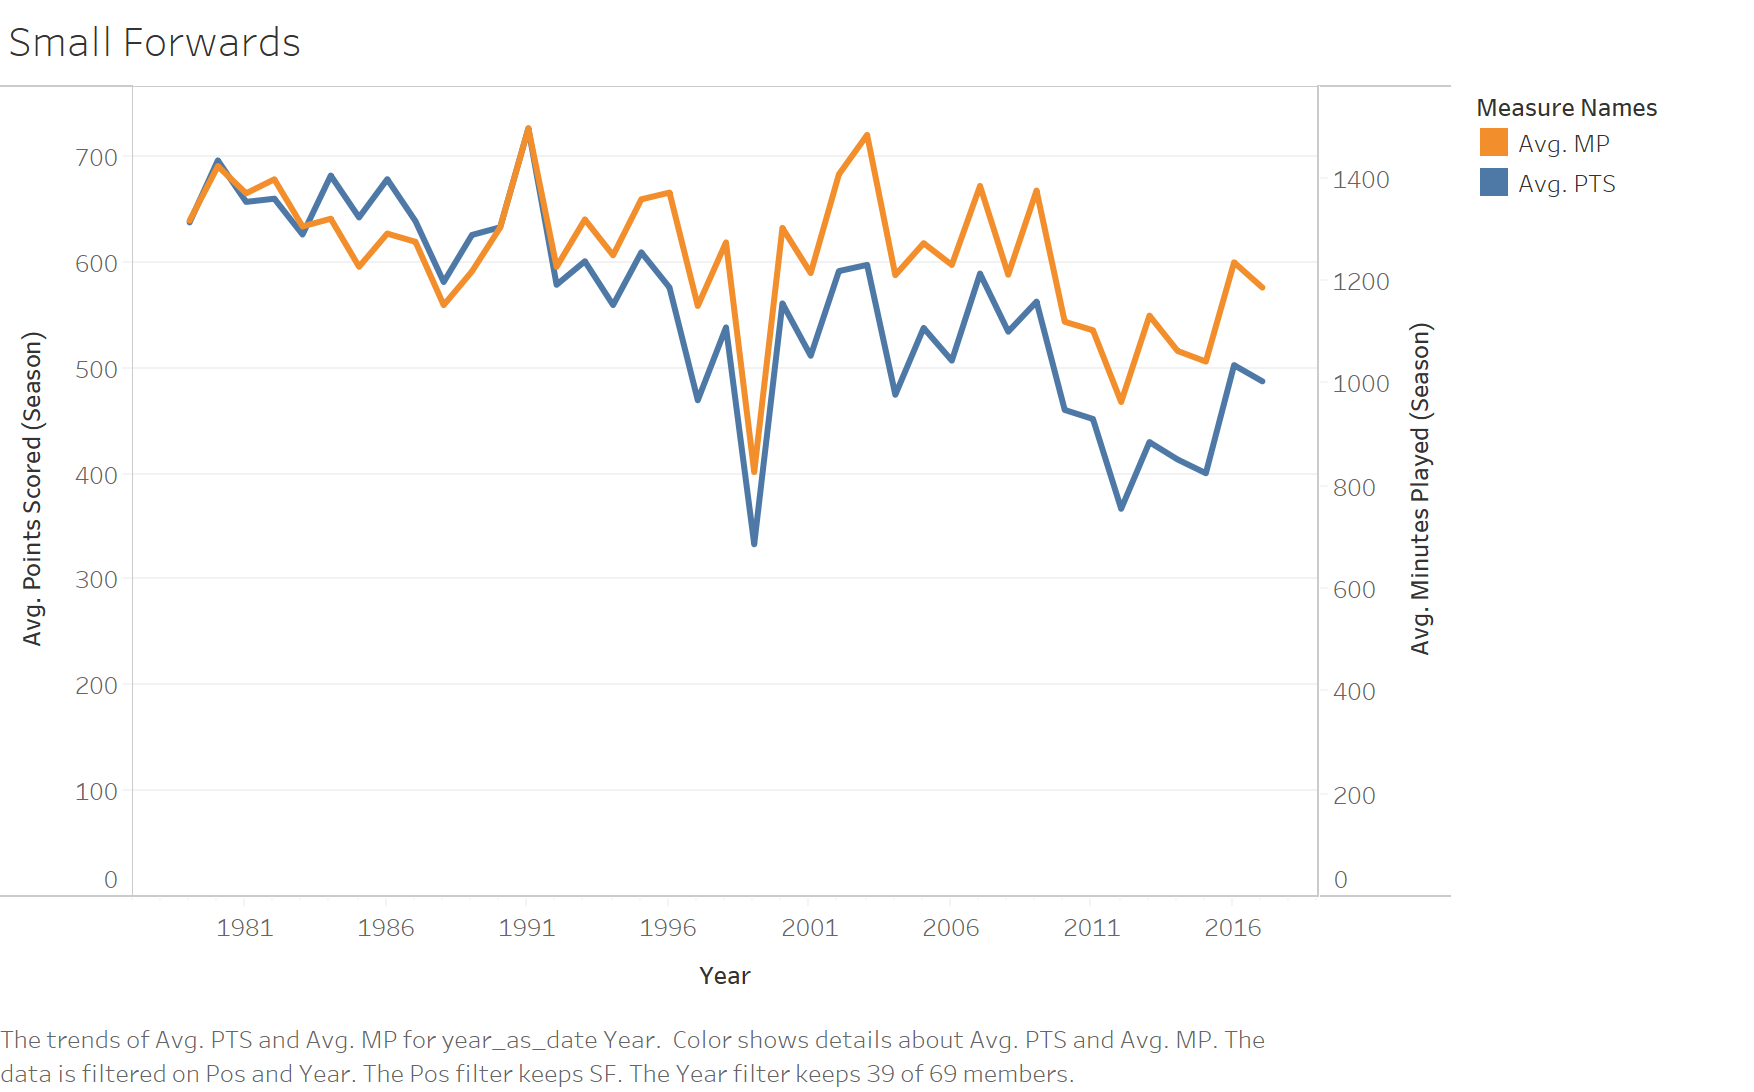 Small Forwards
Measure Names
Avg. MP
Avg. PTS
Avg. Points Scored (Season)
700
600
500
400
300
200
100
0
1400
1200
1000
800
600
400
200
0
Avg. Minutes Played (Season)
1981 1986 1991 1996 2001 2006 2011 2016
Year
The trends of Avg. PTS and Avg. MP for year_as_date Year.  Color shows details about Avg. PTS and Avg. MP. The
data is filtered on Pos and Year. The Pos filter keeps SF. The Year filter keeps 39 of 69 members.